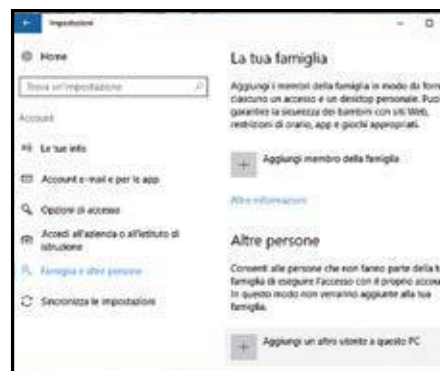 Impostazioni
Home
Trova un'impostazione
Account
Le tue info
Account e-mail e per le app
Opzioni di accesso
Accedi all'azienda o all'istituto di
istruzione
Famiglia e altre persone
Sincronizza le impostazioni
La tua famiglia
Aggiungi i membri della famiglia in modo da forn
ciascuno un accesso e un desktop personale. Puoi
garantire la sicurezza dei bambini con siti Web,
restrizioni di orario, app e giochi appropriati.
Aggiungi membro della famiglia
Altre informazioni
Altre persone
Consenti alle persone che non fanno parte della t
famiglia di eseguire l'accesso con il proprio accou
In questo modo non verranno aggiunte alla tua
famiglia.
Aggiungi un altro utente a questo PC